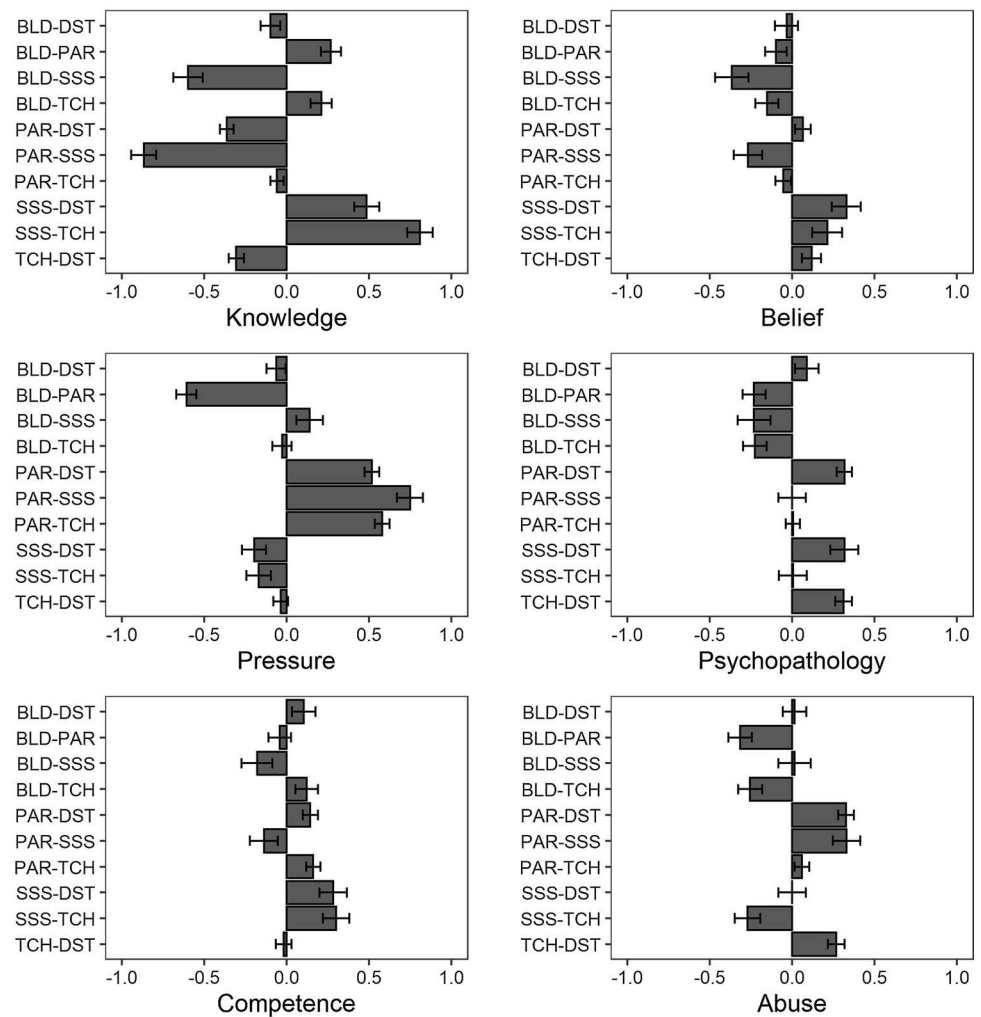 BLD-DST
BLD-PAR
BLD-SSS
BLD-TCH
PAR-DST
PAR-SSS
PAR-TCH
SSS-DST
SSS-TCH
TCH-DST
-1.0 -0.5 0.0 0.5 1.0
Knowledge
BLD-DST
BLD-PAR
BLD-SSS
BLD-TCH
PAR-DST
PAR-SSS
PAR-TCH
SSS-DST
SSS-TCH
TCH-DST
-1.0 -0.5 0.0 0.5 1.0
Belief
BLD-DST
BLD-PAR
BLD-SSS
BLD-TCH
PAR-DST
PAR-SSS
PAR-TCH
SSS-DST
SSS-TCH
TCH-DST
-1.0 -0.5 0.0 0.5 1.0
Pressure
BLD-DST
BLD-PAR
BLD-SSS
BLD-TCH
PAR-DST
PAR-SSS
PAR-TCH
SSS-DST
SSS-TCH
TCH-DST
-1.0 -0.5 0.0 0.5 1.0
Psychopathology
BLD-DST
BLD-PAR
BLD-SSS
BLD-TCH
PAR-DST
PAR-SSS
PAR-TCH
SSS-DST
SSS-TCH
TCH-DST
-1.0 -0.5 0.0 0.5 1.0
Competence
BLD-DST
BLD-PAR
BLD-SSS
BLD-TCH
PAR-DST
PAR-SSS
PAR-TCH
SSS-DST
SSS-TCH
TCH-DST
-1.0 -0.5 0.0 0.5 1.0
Abuse